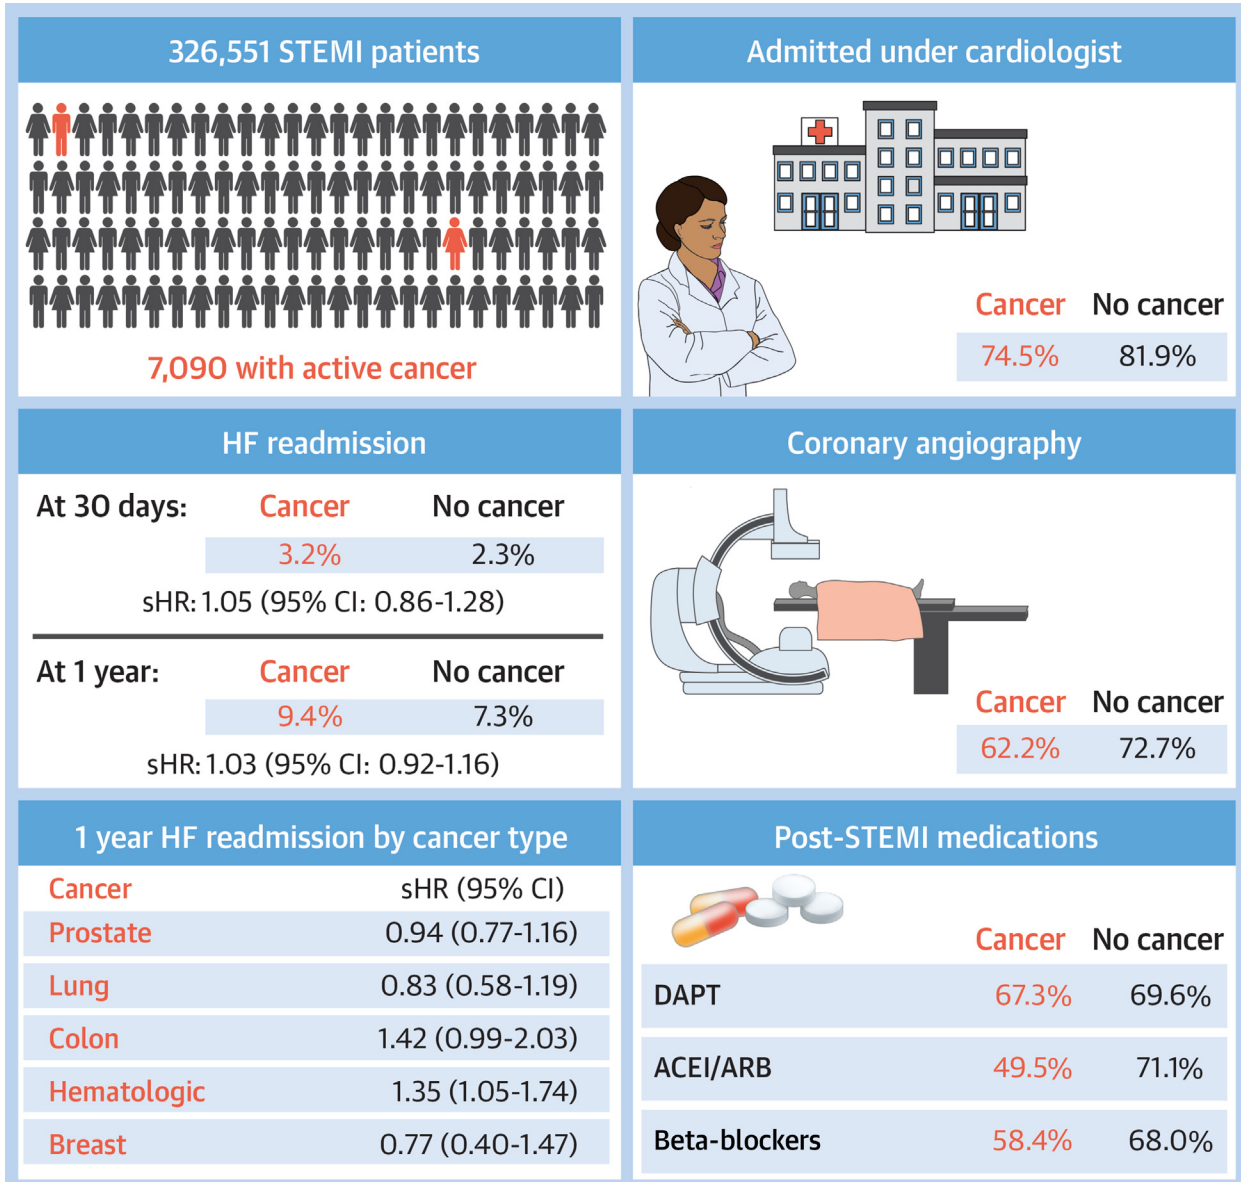 326,551 STEMI patients
7,090 with active cancer
Admitted under cardiologist
Cancer No cancer
74.5% 81.9%
HF readmission
At 30 days: Cancer No cancer
3.2% 2.3%
sHR: 1.05 (95% CI: 0.86-1.28)
At 1 year: Cancer No cancer
9.4% 7.3%
sHR: 1.03 (95% CI: 0.92-1.16)
Coronary angiography
Cancer No cancer
62.2% 72.7%
1 year HF readmission by cancer type
Cancer sHR (95% CI)
Prostate 0.94 (0.77-1.16)
Lung 0.83 (0.58-1.19)
Colon 1.42 (0.99-2.03)
Hematologic 1.35 (1.05-1.74)
Breast 0.77 (0.40-1.47)
Post-STEMI medications
Cancer No cancer
DAPT 67.3% 69.6%
ACEI/ARB 49.5% 71.1%
Beta-blockers 58.4% 68.0%